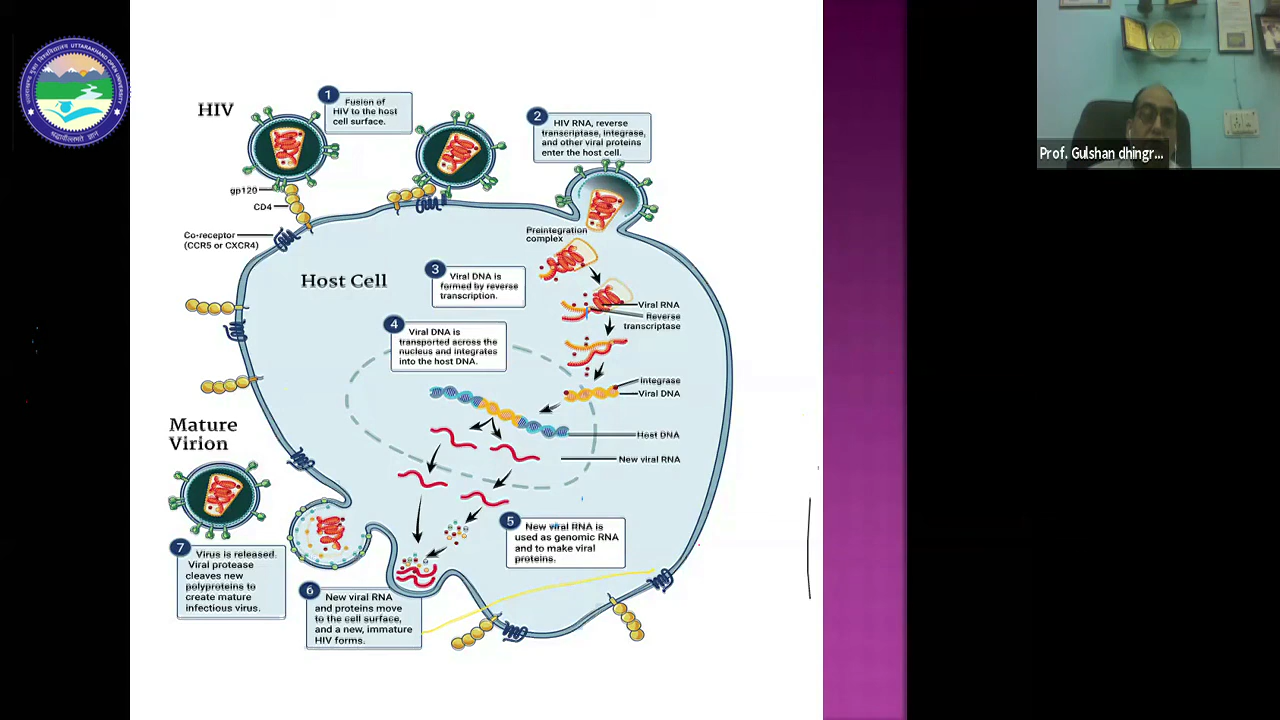 HIV
1
Fusion of
HIV to the host
cell surface.
2
HIV RNA, reverse
transcriptase, integrase,
and other viral proteins
enter the host cell.
gp120
CD4
Co-receptor
(CCR5 or CXCR4)
Preintegration
complex
Host Cell
3
Viral DNA is
formed by reverse
transcription.
Viral RNA
Reverse
transcriptase
4
Viral DNA is
transported across the
nucleus and integrates
into the host DNA.
Integrase
Viral DNA
Host DNA
New viral RNA
Mature
Virion
5
New viral RNA is
used as genomic RNA
and to make viral
proteins.
7
Virus is released.
Viral protease
cleaves new
polyproteins to
create mature
infectious virus.
6
New viral RNA
and proteins move
to the cell surface,
and a new, immature
HIV forms.
UTTARAKHAND OPEN UNIVERSITY
Prof. Gulshan dhingr...